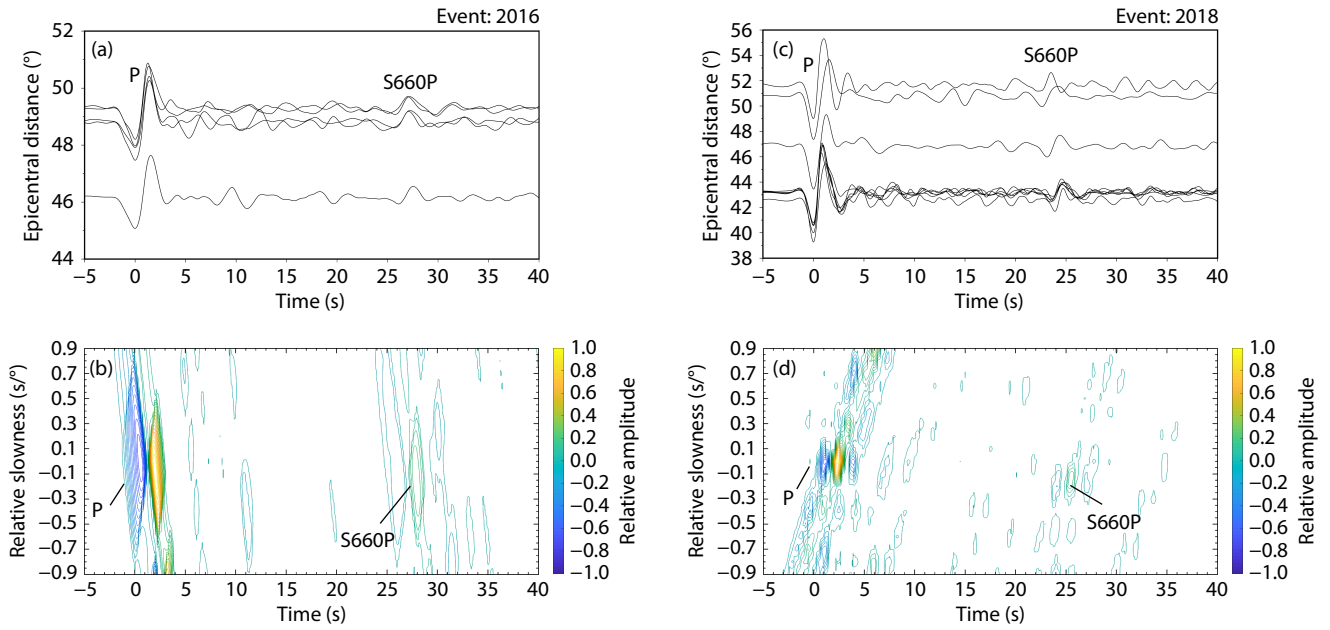 Event: 2016
(a)
P
S660P
Epicentral distance (°)
52
50
48
46
44
−5 0 5 10 15 20 25 30 35 40
Time (s)
Event: 2018
(c)
P
S660P
Epicentral distance (°)
56
54
50
48
46
44
42
40
38
−5 0 5 10 15 20 25 30 35 40
Time (s)
(b)
P
S660P
Relative slowness (s/°)
0.9
0.7
0.5
0.3
0.1
−0.1
−0.3
−0.5
−0.7
−0.9
−5 0 5 10 15 20 25 30 35 40
Time (s)
1.0
0.8
0.6
0.4
0.2
0.0
−0.2
−0.4
−0.6
−0.8
−1.0
Relative amplitude
(d)
P
S660P
Relative slowness (s/°)
0.9
0.7
0.5
0.3
0.1
−0.1
−0.3
−0.5
−0.7
−0.9
−5 0 5 10 15 20 25 30 35 40
Time (s)
1.0
0.8
0.6
0.4
0.2
0.0
−0.2
−0.4
−0.6
−0.8
−1.0
Relative amplitude